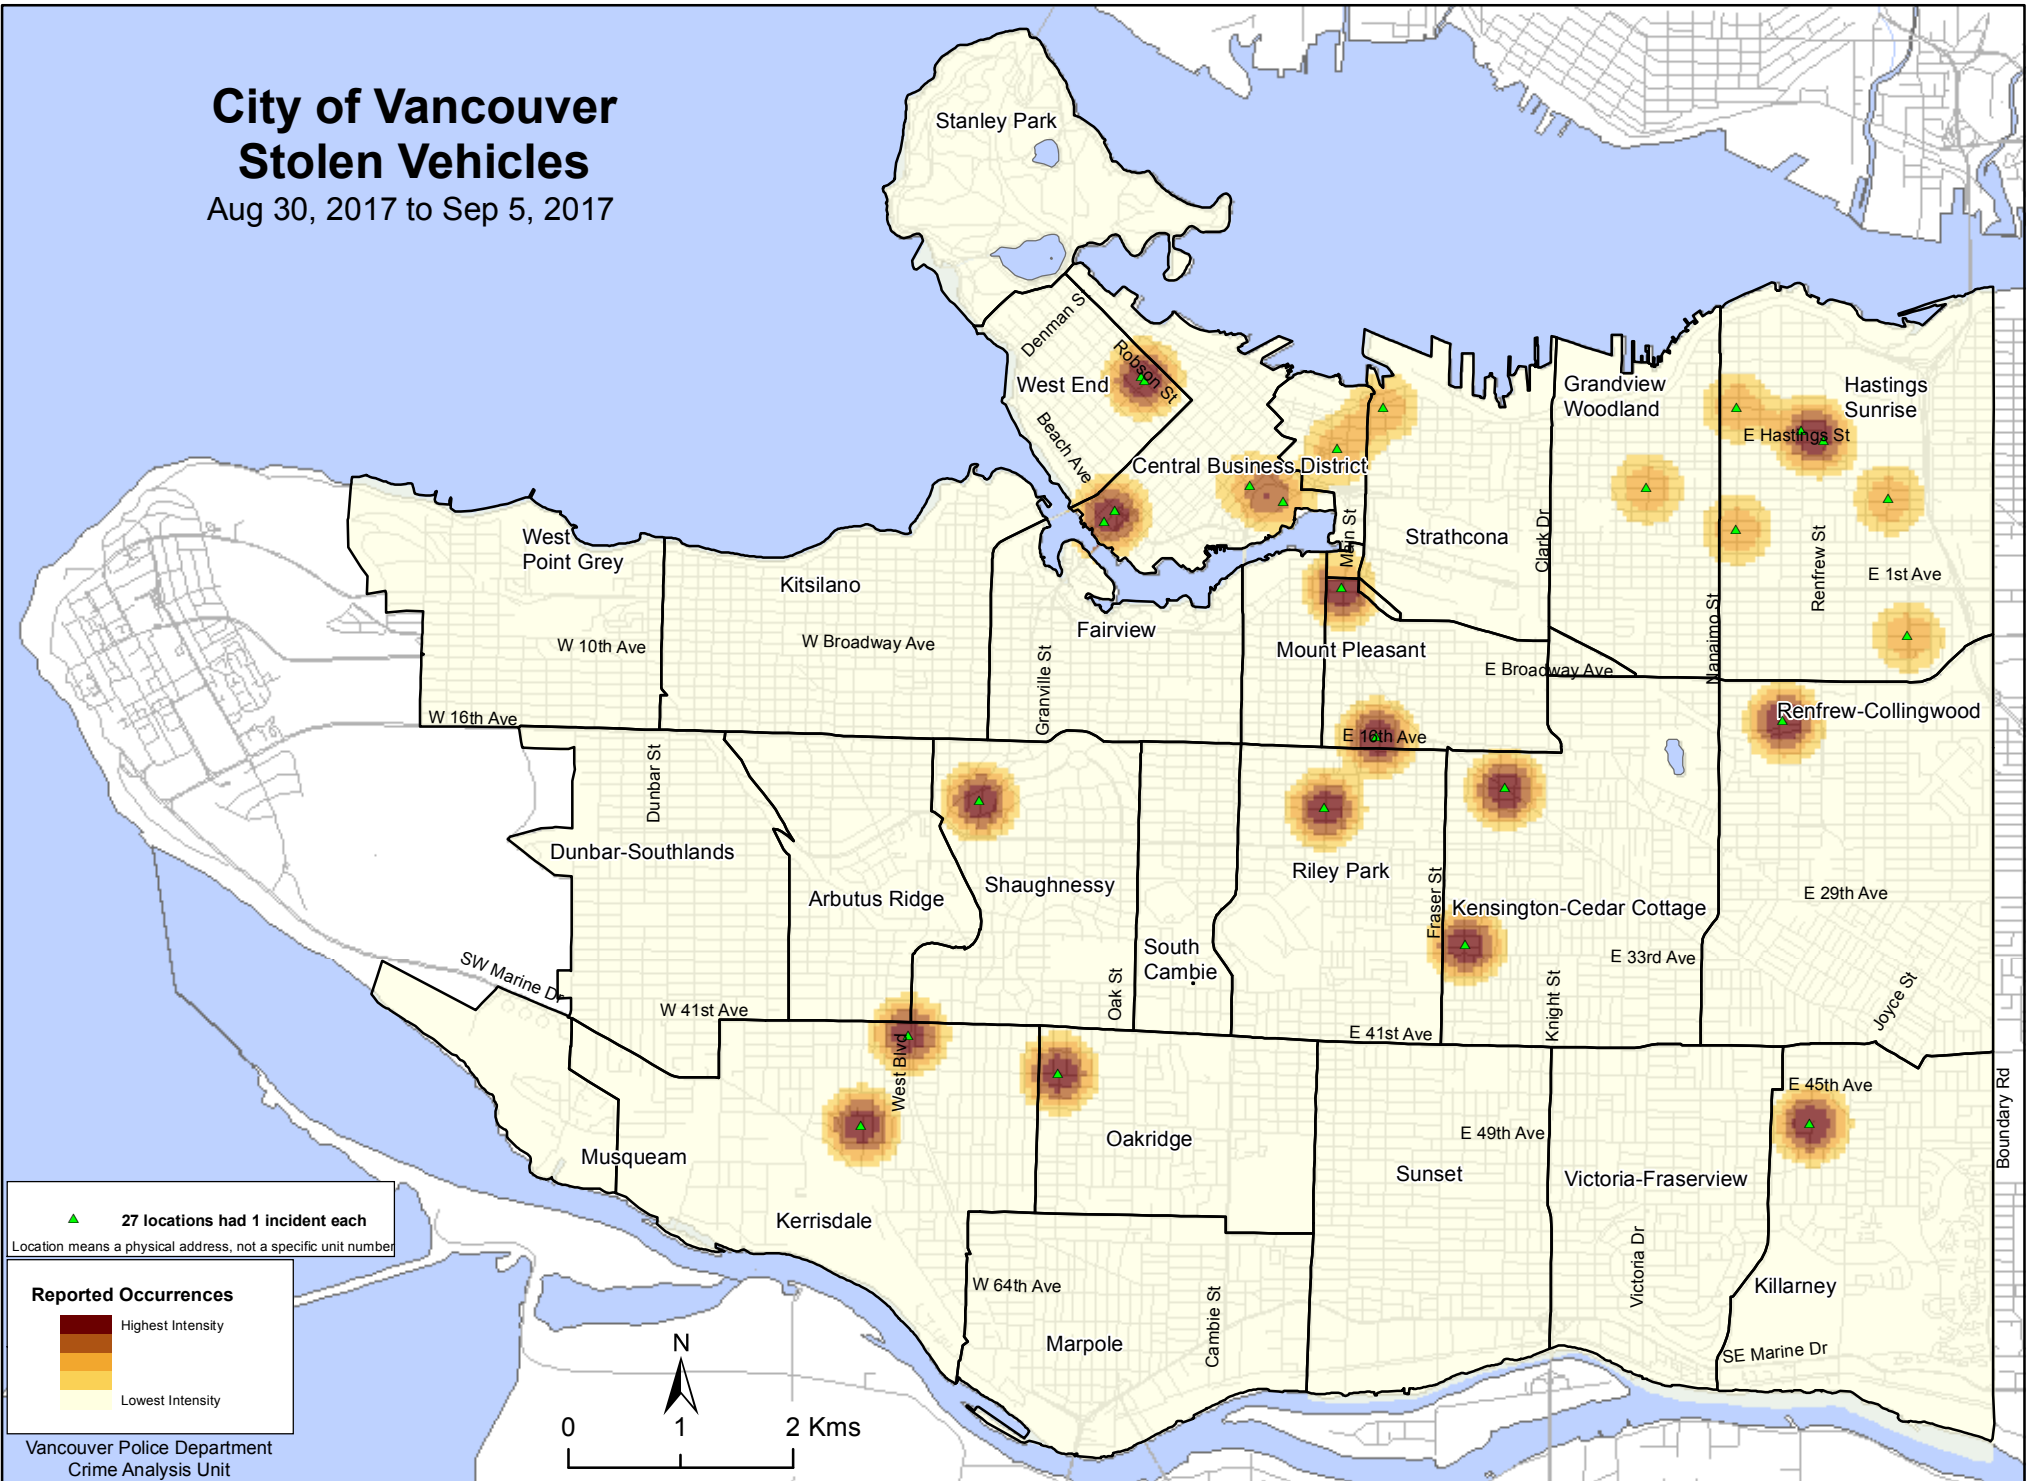 City of Vancouver
Stolen Vehicles
Aug 30, 2017 to Sep 5, 2017
Stanley Park
Denman St
Robson St
West End
Beach Ave
Central Business District
Grandview
Woodland
Hastings
Sunrise
E Hastings St
West
Point Grey
Kitsilano
Main St
Strathcona
Clark Dr
Renfrew St
E 1st Ave
Nanaimo St
Fairview
W 10th Ave
W Broadway Ave
Granville St
Mount Pleasant
E Broadway Ave
W 16th Ave
E 16th Ave
Renfrew-Collingwood
Dunbar St
Dunbar-Southlands
Arbutus Ridge
Shaughnessy
Riley Park
Fraser St
Kensington-Cedar Cottage
E 29th Ave
South
Cambie
E 33rd Ave
SW Marine Dr
W 41st Ave
Oak St
E 41st Ave
Knight St
Joyce St
West Blvd
E 45th Ave
Boundary Rd
Musqueam
Oakridge
E 49th Ave
Sunset
Victoria-Fraserview
Kerrisdale
W 64th Ave
Victoria Dr
Killarney
Marpole
Cambie St
SE Marine Dr
27 locations had 1 incident each
Location means a physical address, not a specific unit number
Reported Occurrences
Highest Intensity
Lowest Intensity
Vancouver Police Department
Crime Analysis Unit
N
0 1 2 Kms